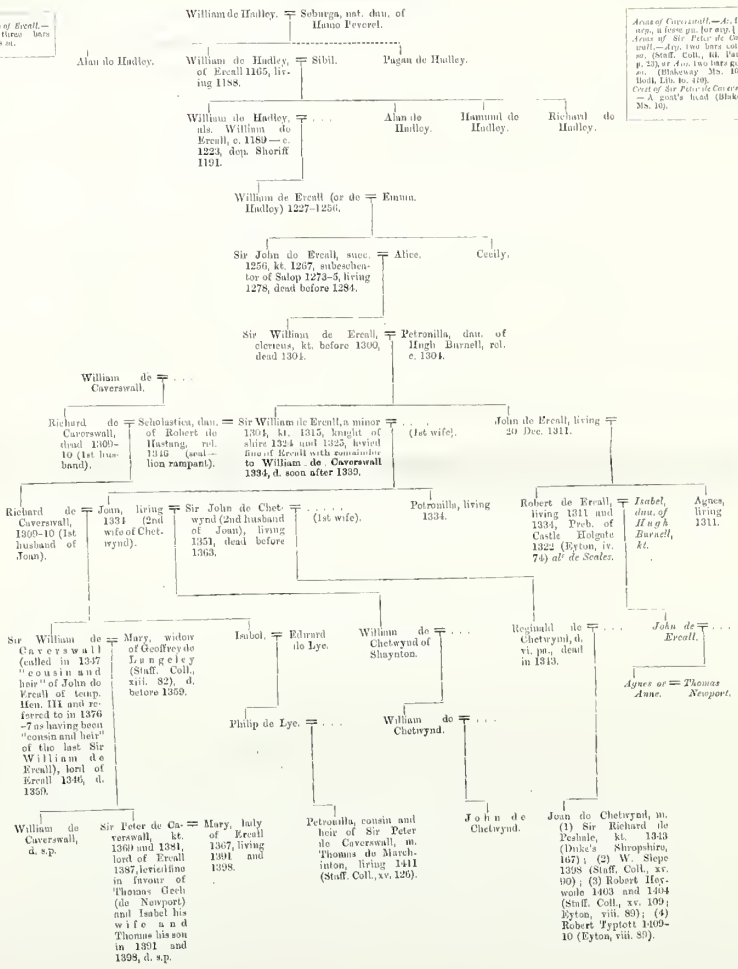 of Ercall.—
three bars
sa.
William de Hadley. = Seburga, nat. dau. of
Hamo Peverel.
Arms of Caverswall.—
Arms of Sir Peter de
—A goat's head
Ms. 10).
Alan de Hadley.
William de Hadley,
of Ercall 1165, liv-
ing 1188.
= Sibil.
Pagan de Hadley.
William de Hadley,
als. William de
Ercall, c. 1189—c.
1223, dep. Sheriff
1191.
= . . .
Alan de
Hadley.
Hamund de
Hadley.
Richard de
Hadley.
William de Ercall (or de
Hadley) 1227-1256.
= Emma.
Sir John de Ercall, succ.
1256, kt. 1267, subeschea-
tor of Salop 1273-5, living
1278, dead before 1284.
= Alice.
Cecily.
Sir William de Ercall,
clericus, kt. before 1300,
dead 1304.
= Petronilla, dau. of
Hugh Burnell, rel.
c. 1304.
William de
Caverswall.
= . . .
Richard de
Caverswall,
dead 1309-
10 (1st hus-
band).
= Scholastica, dau.
of Robert de
Hastang, rel.
1346 (seal—
lion rampant).
= Sir William de Ercall, a minor
1304, kt. 1315, knight of
shire 1324 and 1325, levied
fine of Ercall with remainder
to William de Caverswall
1334, d. soon after 1339.
= . . . .
(1st wife).
John de Ercall, living
20 Dec. 1311.
= . . .
Richard de
Caverswall,
1309-10 (1st
husband of
Joan).
= Joan, living
1334 (2nd
wife of Chet-
wynd).
= Sir John de Chet-
wynd (2nd husband
of Joan), living
1351, dead before
1363.
= . . . . .
(1st wife).
Petronilla, living
1334.
Robert de Ercall,
living 1311 and
1334, Preb. of
Castle Holgate
1322 (Eyton, iv.
74) al' de Scales.
= Isabel,
dau. of
Hugh
Burnell,
kt.
Agnes,
living
1311.
Sir William de
Caverswall
(called in 1347
"cousin and
heir" of John de
Ercall of temp.
Hen. III and re-
ferred to in 1376
-7 as having been
"cousin and heir"
of the last Sir
William de
Ercall), lord of
Ercall 1346, d.
1359.
= Mary, widow
of Geoffrey de
Lungeley
(Staff. Coll.,
xiii. 82), d.
before 1359.
Isabel. = Edward
de Lye.
William de
Chetwynd of
Shaynton.
= . . .
Reginald de
Chetwynd, d.
vi. pa., dead
in 1343.
= . . .
John de
Ercall.
= . . .
Agnes or
Anne.
= Thomas
Newport.
Philip de Lye. = . . .
William de
Chetwynd.
= . . .
William de
Caverswall,
d. s.p.
Sir Peter de Ca-
verswall, kt.
1369 and 1381,
lord of Ercall
1387, levied fine
in favour of
Thomas Gech
(de Newport)
and Isabel his
wife and
Thomas his son
in 1391 and
1398, d. s.p.
= Mary, lady
of Ercall
1367, living
1391 and
1398.
Petronilla, cousin and
heir of Sir Peter
de Caverswall, m.
Thomas de March-
inton, living 1411
(Staff. Coll., xv. 126).
John de
Chetwynd.
Joan de Chetwynd, m.
(1) Sir Richard de
Peshale, kt. 1343
(Duke's Shropshire,
167); (2) W. Slepe
1398 (Staff. Coll., xv.
90); (3) Robert Hey-
wode 1403 and 1404
(Staff. Coll., xv. 109;
Eyton, viii. 89); (4)
Robert Typtott 1409-
10 (Eyton, viii. 89).